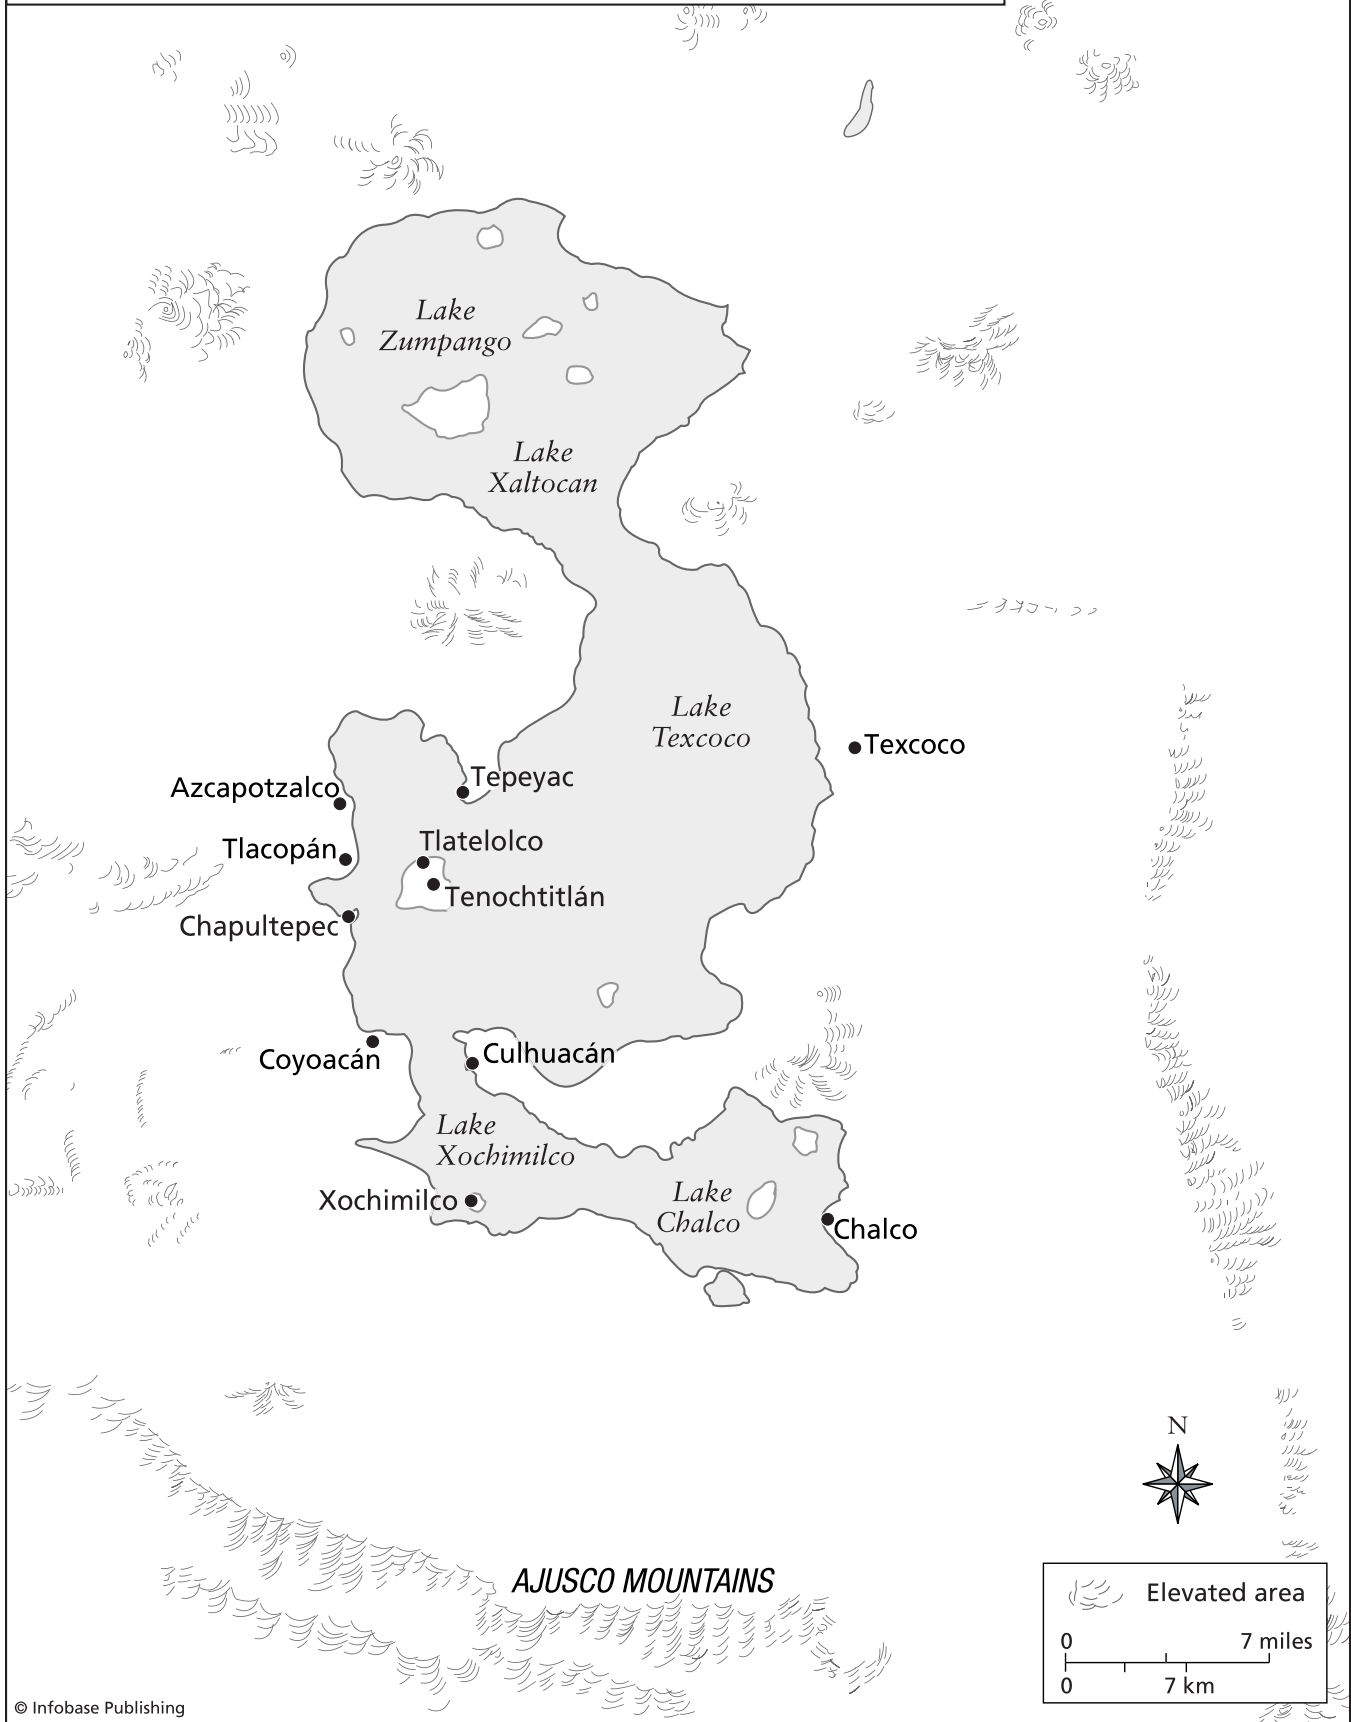 Lake
Zumpango
Lake
Xaltocan
Lake
Texcoco
Texcoco
Tepeyac
Azcapotzalco
Tlatelolco
Tlacopán
Tenochtitlán
Chapultepec
Coyoacán
Culhuacán
Lake
Xochimilco
Xochimilco
Lake
Chalco
Chalco
N
AJUSCO MOUNTAINS
Elevated area
0 7 miles
0 7 km
© Infobase Publishing